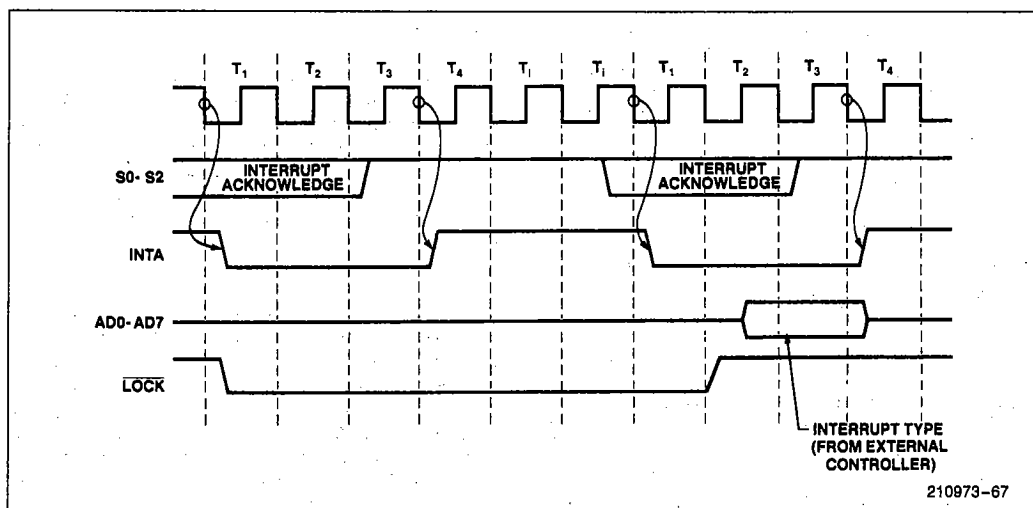 T₁ T₂ T₃ T₄ Tᵢ Tᵢ T₁ T₂ T₃ T₄
S0- S2
INTERRUPT
ACKNOWLEDGE
INTERRUPT
ACKNOWLEDGE
INTA
AD0- AD7
L̅O̅C̅K̅
INTERRUPT TYPE
(FROM EXTERNAL
CONTROLLER)
210973–67